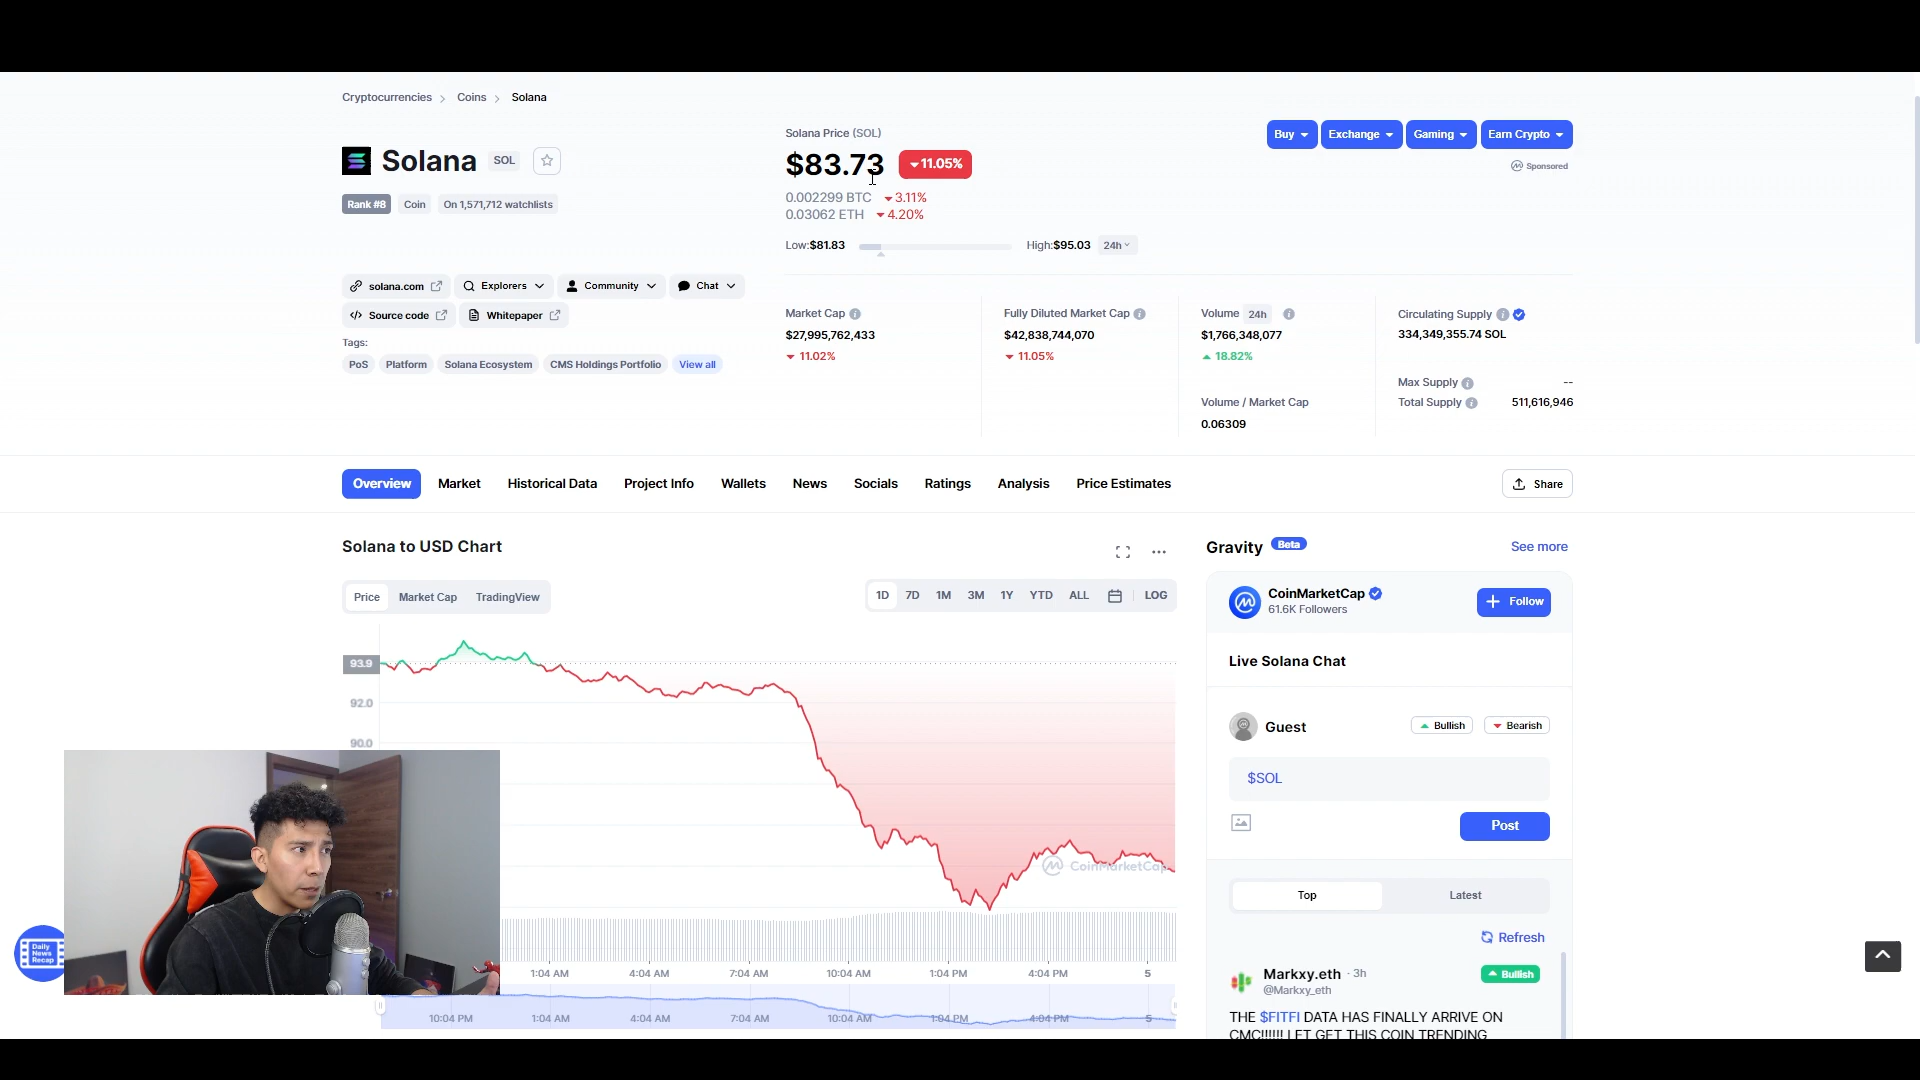 Cryptocurrencies > Coins > Solana
Solana SOL
Rank #8 Coin On 1,571,712 watchlists
solana.com Explorers Community Chat
Source code Whitepaper
Tags:
PoS Platform Solana Ecosystem CMS Holdings Portfolio View all
Solana Price (SOL)
$83.73 11.05%
0.002299 BTC 3.11%
0.03062 ETH 4.20%
Low:$81.83 High:$95.03 24h
Buy Exchange Gaming Earn Crypto
Sponsored
Market Cap
$27,995,762,433
11.02%
Fully Diluted Market Cap
$42,838,744,070
11.05%
Volume 24h
$1,766,348,077
18.82%
Volume / Market Cap
0.06309
Circulating Supply
334,349,355.74 SOL
Max Supply --
Total Supply 511,616,946
Overview Market Historical Data Project Info Wallets News Socials Ratings Analysis Price Estimates Share
Solana to USD Chart
Price Market Cap TradingView 1D 7D 1M 3M 1Y YTD ALL LOG
93.9
92.0
90.0
CoinMarketCap
1:04 AM 4:04 AM 7:04 AM 10:04 AM 1:04 PM 4:04 PM 5
10:04 PM 1:04 AM 4:04 AM 7:04 AM 10:04 AM 1:04 PM 4:04 PM 5
Daily
News
Recap
Gravity Beta See more
CoinMarketCap
61.6K Followers
Follow
Live Solana Chat
Guest Bullish Bearish
$SOL
Post
Top Latest
Refresh
Markxy.eth · 3h Bullish
@Markxy_eth
THE $FITFI DATA HAS FINALLY ARRIVE ON
CMC!!!!!! LET GET THIS COIN TRENDING